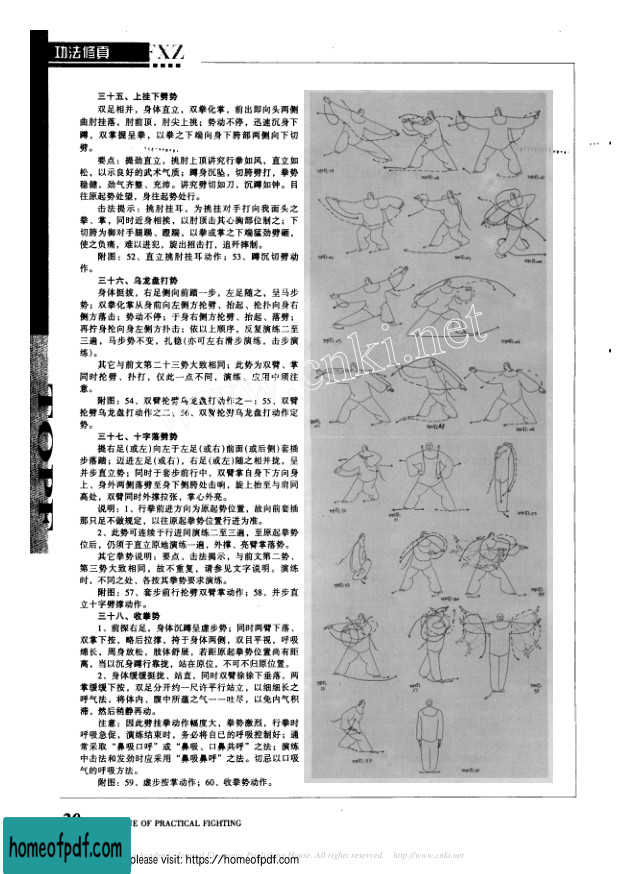 功法修真
FXZ
三十五、上挂下劈势
双足相并，身体直立，双拳化掌，前出即向头两侧
曲肘挂落，肘前顶，肘尖上挑；势动不停，迅速沉身下
蹲，双掌握呈拳，以拳之下端向身下胯部两侧向下切
劈。
要点：提劲直立，挑肘上顶讲究行拳如风，直立如
松，以示良好的武术气质；蹲身沉坠，切胯劈打，拳势
稳健，劲气齐整、充沛。讲究劈切如刀，沉蹲如钟。目
往原起势处望，身往起势处行。
击法提示：挑肘挂耳，为挑挂对手打向我面头之
拳、掌，同时近身相挨，以肘顶击其心胸部位制之；下
切胯为御对手腿踢、蹬踹，以拳或掌之下端猛劲劈砸，
使之负痛，难以进犯，旋出招击打，追歼摔制。
附图：52、直立挑肘挂耳动作；53、蹲沉切劈动
作。
三十六、乌龙盘打势
身体挺拔，右足侧向前踏一步，左足随之，呈马步
势；双拳化掌从身前向左侧方抡臂、抬起、抡扑向身右
侧方落击；势动不停；于身右侧方抡劈、抬起、落劈；
再拧身抡向身左侧方扑击；依以上顺序，反复演练二至
三遍，马步势不变，扎稳(亦可左右滑步演练，击步演
练)。
其它与前文第二十三势大致相同；此势为双臂、掌
同时抡劈、扑打，仅此一点不同，演练、应用中须注
意。
附图：54、双臂抡劈乌龙盘打动作之一；55、双臂
抡劈乌龙盘打动作之二；56、双臂抡劈乌龙盘打动作定
势。
三十七、十字落劈势
提右足(或左)向左于左足(或右)前面(或后侧)套插
步落踏；迈进左足(或右)，右足(或左)随之相并拢，呈
并步直立势；同时于套步前行中，双臂掌自身下方向身
上、身外两侧落劈至身下侧胯处击响，旋上抬至与肩同
高处，双臂同时外撑拉张，掌心外亮。
说明：1、行拳前进方向为原起势位置，故向前套插
那只足不做规定，以往原起拳势位置行进为准。
2、此势可连续于行进间演练二至三遍，至原起拳势
位后，仍须于直立原地演练一遍，外撑、亮臂掌落势。
其它拳势说明：要点、击法揭示，与前文第二势、
第三势大致相同，故不重复，请参见文字说明。演练
时，不同之处、各按其拳势要求演练。
附图：57、套步前行抡劈双臂掌动作；58、并步直
立十字劈撑动作。
三十八、收拳势
1、前探右足，身体沉蹲呈虚步势；同时两臂下落、
双掌下按，略后拉撑，挎于身体两侧，双目平视，呼吸
绵长，周身放松，肢体舒展，若距原起拳势位置尚有距
离，当以沉身蹲行靠拢，站在原位，不可不归原位置。
2、身体缓缓挺拢、站直，同时双臂徐徐下垂落，两
掌缓缓下按，双足分开约一尺许平行站立，以细细长之
呼气法，将体内、腹中所蕴之气一一吐尽，以免内气积
滞，然后稍静再动。
注意：因此劈挂拳动作幅度大，拳势激烈，行拳时
呼吸急促，演练结束时，务必将自己的呼吸控制好；通
常采取“鼻吸口呼”或“鼻吸、口鼻共呼”之法；演练
中击法和发劲时应采用“鼻吸鼻呼”之法。切忌以口吸
气的呼吸方法。
附图：59、虚步按掌动作；60、收拳势动作。
E OF PRACTICAL FIGHTING
House. All rights reserved. http://www.cnki.net
homeofpdf.com
please visit: https://homeofpdf.com